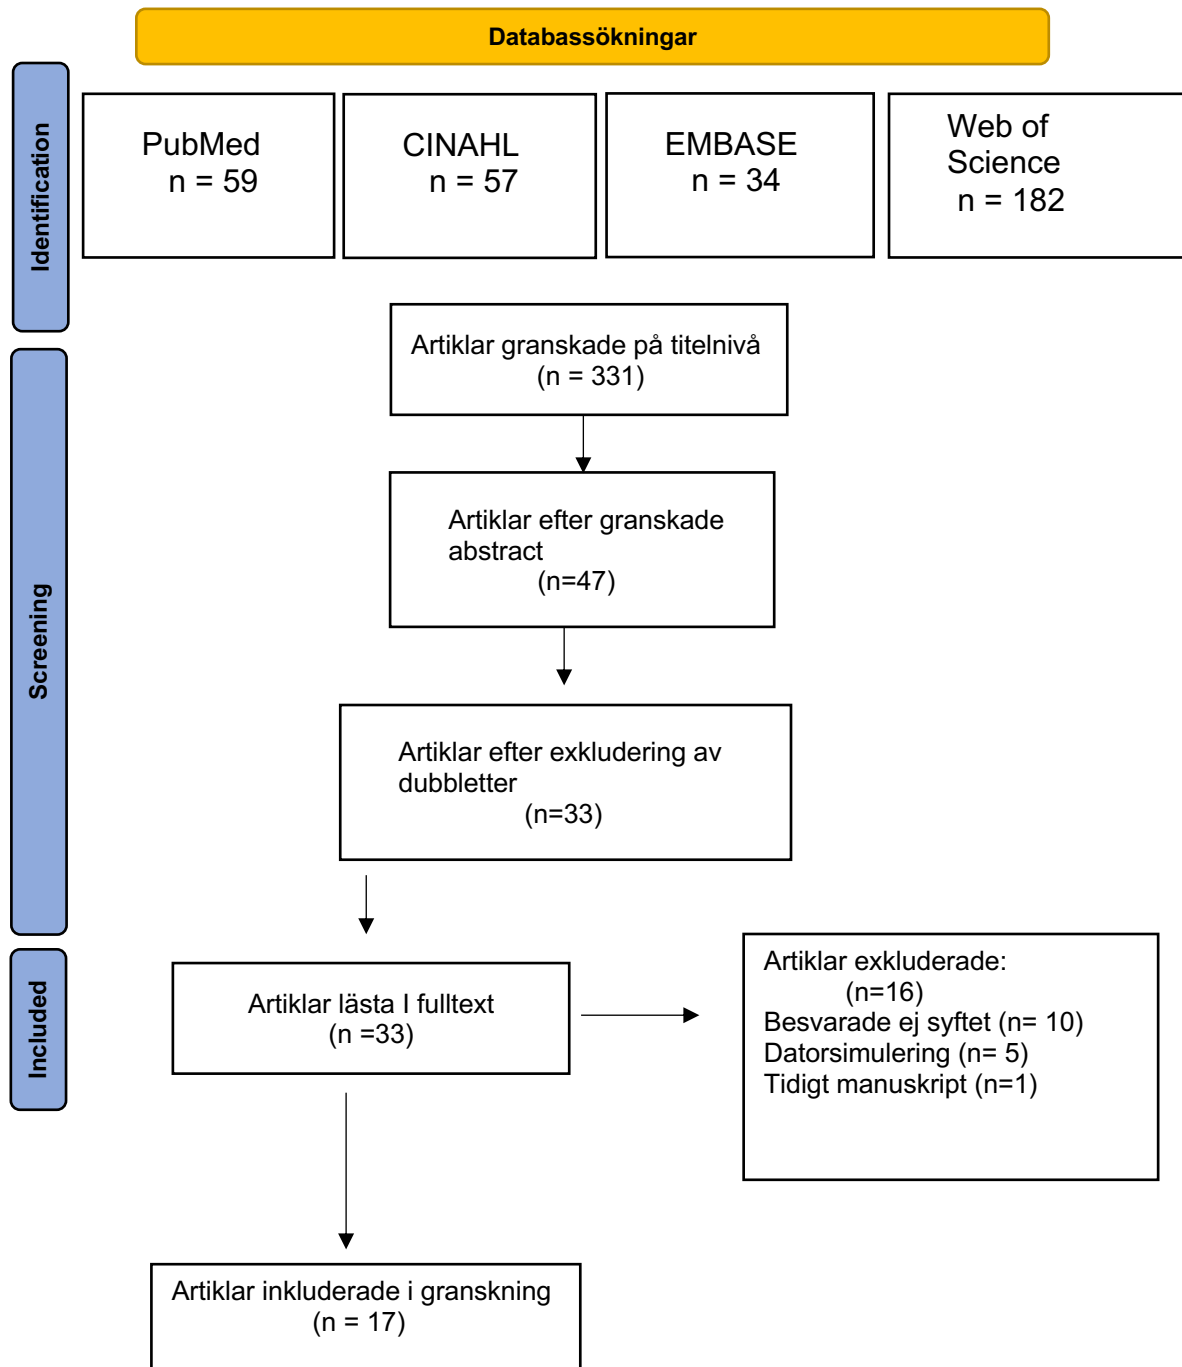 Databassökningar
Identification
PubMed
n = 59
CINAHL
n = 57
EMBASE
n = 34
Web of
Science
n = 182
Artiklar granskade på titelnivå
(n = 331)
Screening
Artiklar efter granskade
abstract
(n=47)
Artiklar efter exkludering av
dubbletter
(n=33)
Included
Artiklar lästa I fulltext
(n =33)
Artiklar exkluderade:
(n=16)
Besvarade ej syftet (n= 10)
Datorsimulering (n= 5)
Tidigt manuskript (n=1)
Artiklar inkluderade i granskning
(n = 17)